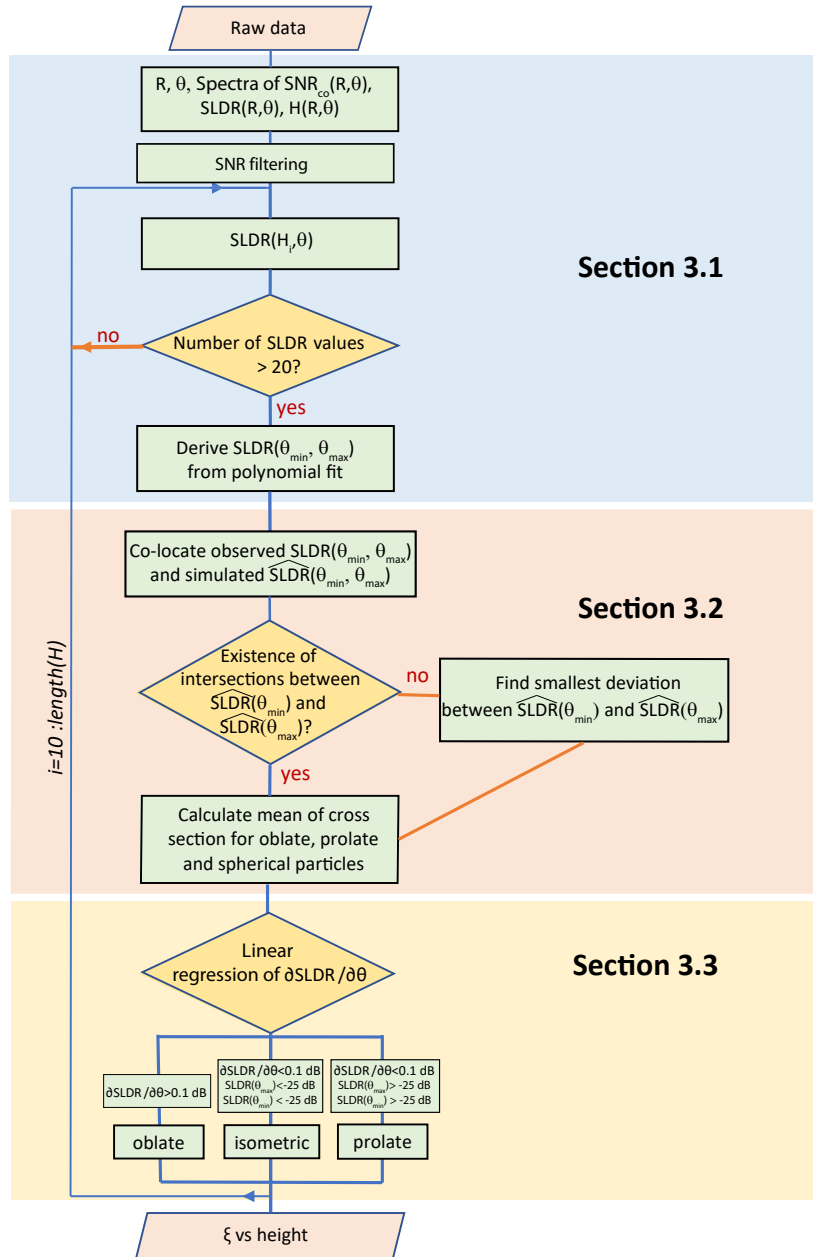 Raw data
R, θ, Spectra of SNR_co(R,θ),
SLDR(R,θ), H(R,θ)
SNR filtering
SLDR(H_i,θ)
Section 3.1
no
Number of SLDR values
> 20?
yes
Derive SLDR(θ_min, θ_max)
from polynomial fit
Co-locate observed SLDR(θ_min, θ_max)
and simulated \widehat{SLDR}(θ_min, θ_max)
Section 3.2
Existence of
intersections between
\widehat{SLDR}(θ_min) and
\widehat{SLDR}(θ_max)?
no
Find smallest deviation
between \widehat{SLDR}(θ_min) and \widehat{SLDR}(θ_max)
yes
i=10 :length(H)
Calculate mean of cross
section for oblate, prolate
and spherical particles
Linear
regression of ∂SLDR/∂θ
Section 3.3
∂SLDR/∂θ>0.1 dB
∂SLDR/∂θ<0.1 dB
SLDR(θ_max)<-25 dB
SLDR(θ_min) < -25 dB
∂SLDR/∂θ<0.1 dB
SLDR(θ_max)> -25 dB
SLDR(θ_min) > -25 dB
oblate
isometric
prolate
ξ vs height